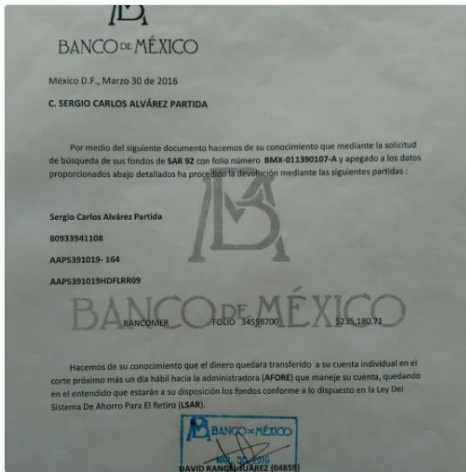 BANCO DE MÉXICO
México D.F., Marzo 30 de 2016
C. SERGIO CARLOS ALVÁREZ PARTIDA
Por medio del siguiente documento hacemos de su conocimiento que mediante la solicitud
de búsqueda de sus fondos de SAR 92 con folio número BMX-011390107-A y apegado a los datos
proporcionados abajo detallados ha procedido la devolución mediante las siguientes partidas :
Sergio Carlos Alvárez Partida
80933941108
AAPS391019- 164
AAPS391019HDFLRR09
BANCO DE MÉXICO
BANCOMER FOLIO 34598700 $235,180.71
Hacemos de su conocimiento que el dinero quedara transferido a su cuenta individual en el
corte próximo más un día hábil hacia la administradora (AFORE) que maneje su cuenta, quedando
en el entendido que estarán a su disposición los fondos conforme a lo dispuesto en la Ley Del
Sistema De Ahorro Para El Retiro (LSAR).
BANCO DE MÉXICO
30 2016
DAVID RANGEL JUÁREZ (04859)